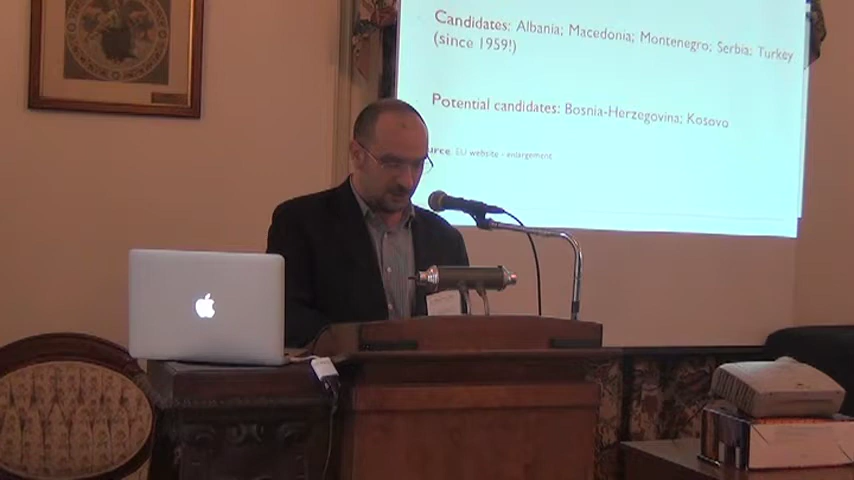 Candidates: Albania; Macedonia; Montenegro; Serbia; Turkey
(since 1959!)
Potential candidates: Bosnia-Herzegovina; Kosovo
urce: EU website - enlargement